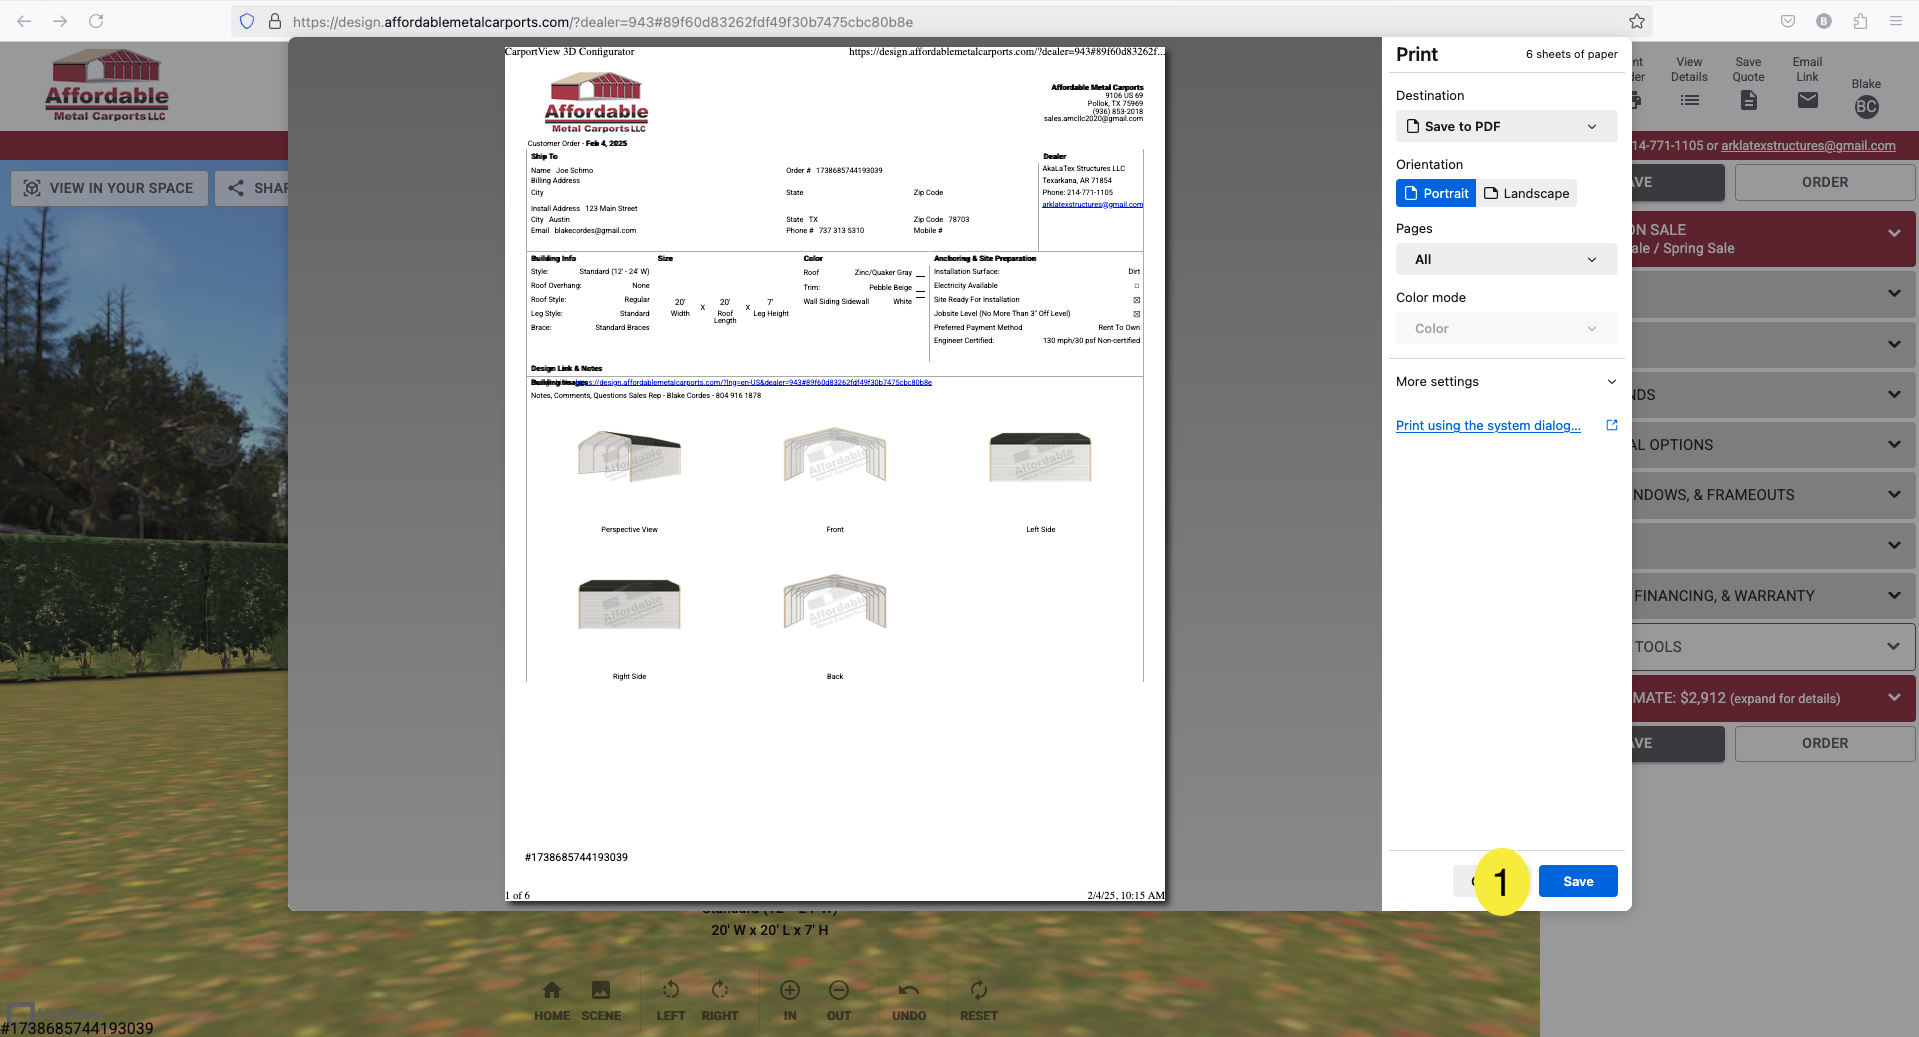 https://design.affordablemetalcarports.com/?dealer=943#89f60d83262fdf49f30b7475cbc80b8e
B
Affordable
Metal Carports LLC
View
Details
Save
Quote
Email
Link
Blake
BC
14-771-1105 or arklatexstructures@gmail.com
VIEW IN YOUR SPACE
SHAR
ORDER
ON SALE
ale / Spring Sale
NDS
AL OPTIONS
NDOWS, & FRAMEOUTS
FINANCING, & WARRANTY
TOOLS
MATE: $2,912 (expand for details)
ORDER
CarportView 3D Configurator
https://design.affordablemetalcarports.com/?dealer=943#89f60d83262f...
Affordable
Metal Carports LLC
Affordable Metal Carports
9106 US 69
Pollok, TX 75969
(936) 853-2018
sales.amcllc2020@gmail.com
Customer Order - Feb 4, 2025
Ship To
Dealer
Name Joe Schmo
Order # 1738685744193039
AkaLaTex Structures LLC
Billing Address
Texarkana, AR 71854
City
State
Zip Code
Phone: 214-771-1105
arklatexstructures@gmail.com
Install Address 123 Main Street
City Austin
State TX
Zip Code 78703
Email blakecordes@gmail.com
Phone # 737 313 5310
Mobile #
Building Info
Size
Color
Anchoring & Site Preparation
Style: Standard (12' - 24' W)
Roof Overhang: None
Roof Style: Regular
Leg Style: Standard
Brace: Standard Braces
20' X 20' X 7'
Width Roof Length Leg Height
Roof Zinc/Quaker Gray
Trim: Pebble Beige
Wall Siding Sidewall White
Installation Surface: Dirt
Electricity Available
Site Ready For Installation
Jobsite Level (No More Than 3" Off Level)
Preferred Payment Method Rent To Own
Engineer Certified: 130 mph/30 psf Non-certified
Design Link & Notes
Building Images
s://design.affordablemetalcarports.com/?lng=en-US&dealer=943#89f60d83262fdf49f30b7475cbc80b8e
Notes, Comments, Questions Sales Rep - Blake Cordes - 804 916 1878
Affordable
Metal Carports
Affordable
Metal Carports
Affordable
Metal Carports
Perspective View
Front
Left Side
Affordable
Metal Carports
Affordable
Metal Carports
Right Side
Back
#1738685744193039
1 of 6
2/4/25, 10:15 AM
Print
6 sheets of paper
Destination
Save to PDF
Orientation
Portrait
Landscape
Pages
All
Color mode
Color
More settings
Print using the system dialog...
1
Save
20' W x 20' L x 7' H
HOME
SCENE
LEFT
RIGHT
IN
OUT
UNDO
RESET
#1738685744193039